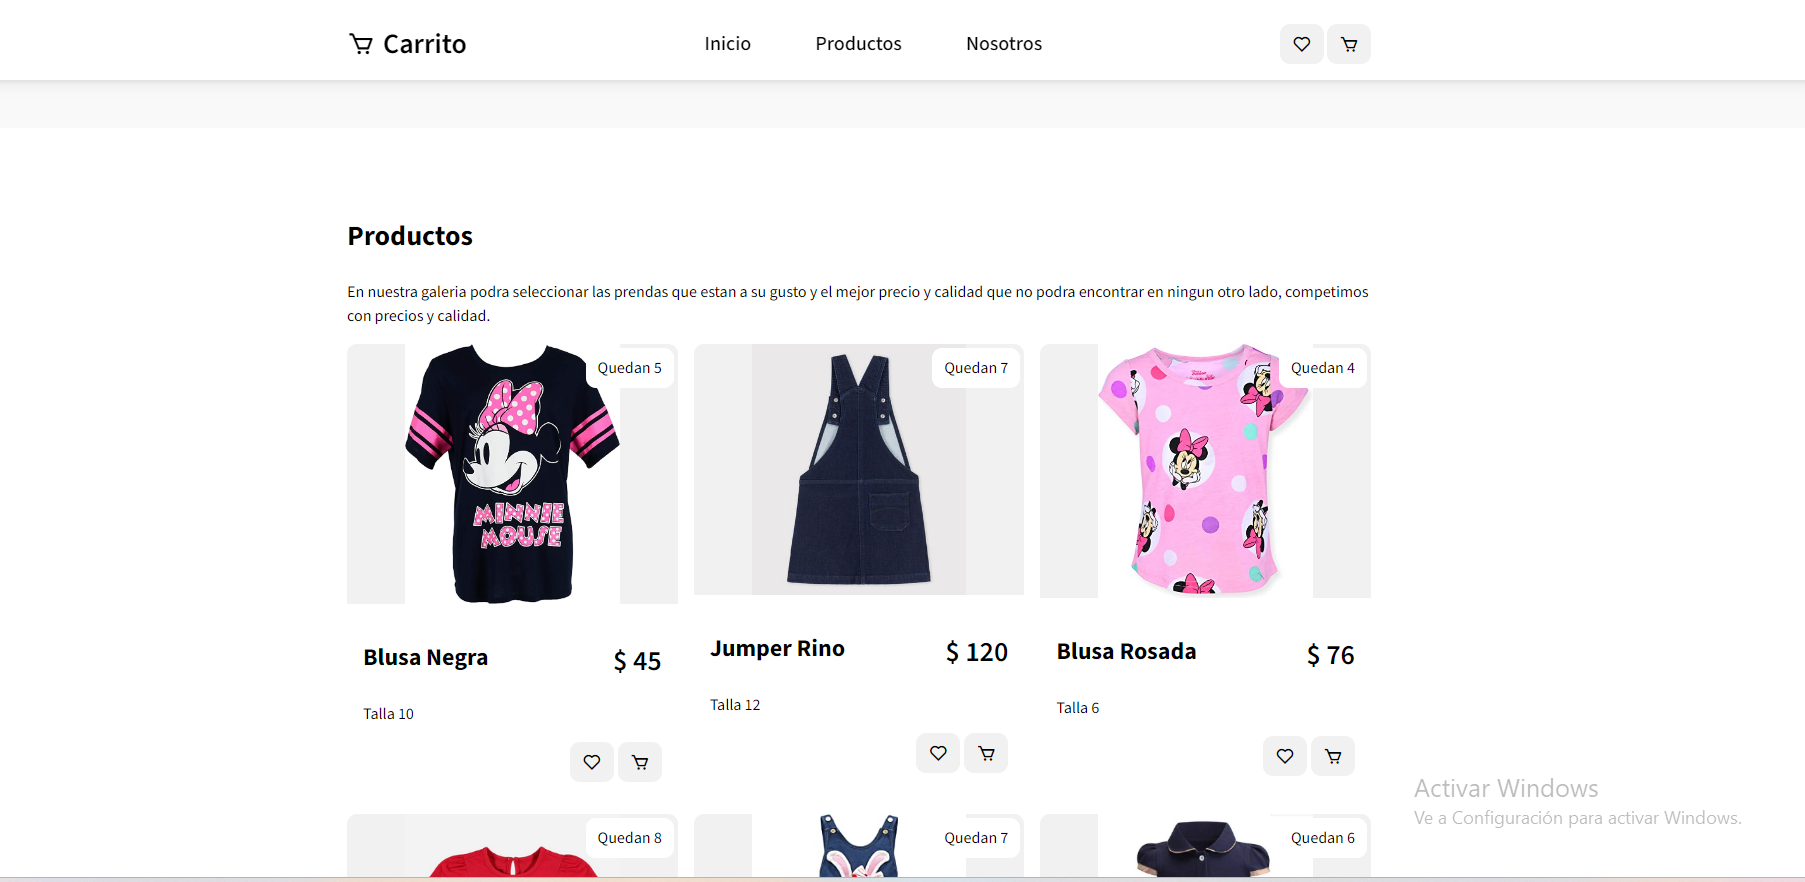 Carrito
Inicio
Productos
Nosotros
Productos
En nuestra galeria podra seleccionar las prendas que estan a su gusto y el mejor precio y calidad que no podra encontrar en ningun otro lado, competimos
con precios y calidad.
Quedan 5
Quedan 7
Quedan 4
MINNIE
MOUSE
Blusa Negra
$ 45
Jumper Rino
$ 120
Blusa Rosada
$ 76
Talla 10
Talla 12
Talla 6
Activar Windows
Ve a Configuración para activar Windows.
Quedan 8
Quedan 7
Quedan 6